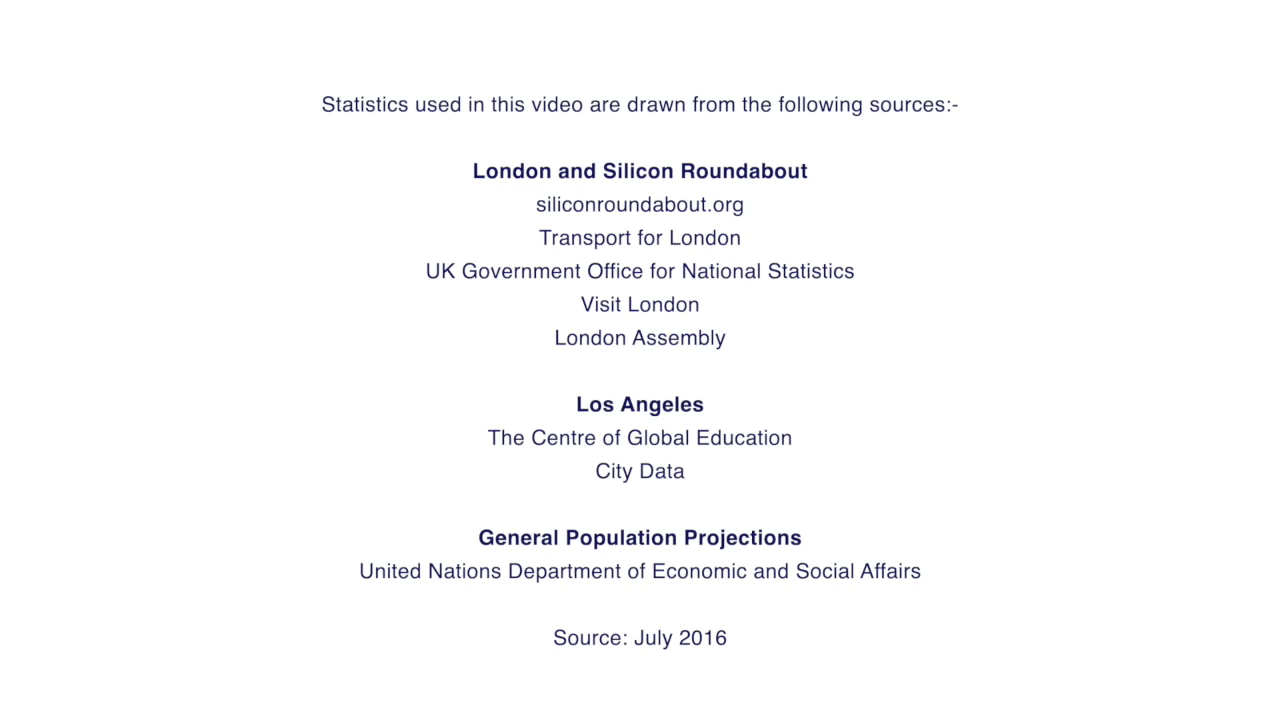 Statistics used in this video are drawn from the following sources:-
London and Silicon Roundabout
siliconroundabout.org
Transport for London
UK Government Office for National Statistics
Visit London
London Assembly
Los Angeles
The Centre of Global Education
City Data
General Population Projections
United Nations Department of Economic and Social Affairs
Source: July 2016